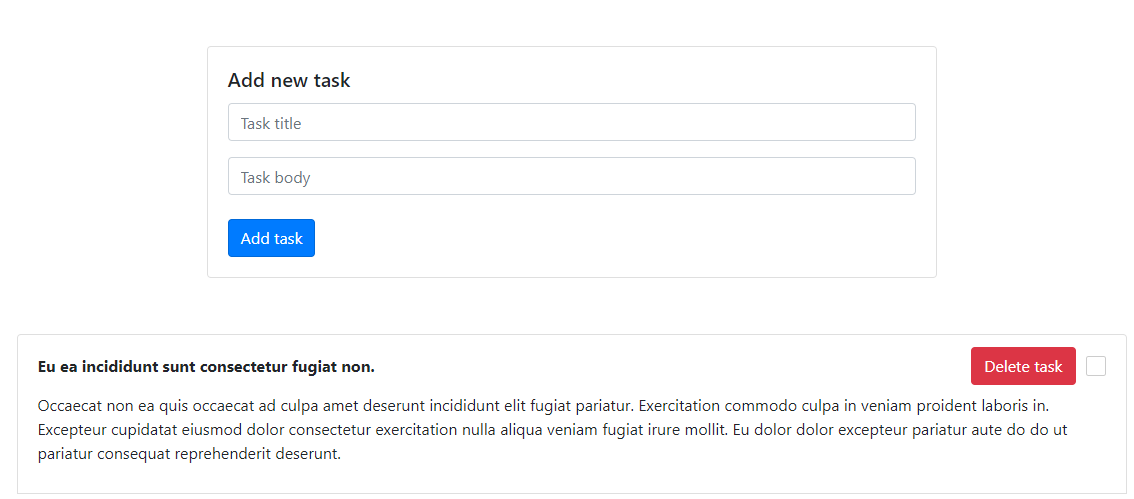 Add new task
Task title
Task body
Add task
Eu ea incididunt sunt consectetur fugiat non.
Delete task
Occaecat non ea quis occaecat ad culpa amet deserunt incididunt elit fugiat pariatur. Exercitation commodo culpa in veniam proident laboris in.
Excepteur cupidatat eiusmod dolor consectetur exercitation nulla aliqua veniam fugiat irure mollit. Eu dolor dolor excepteur pariatur aute do do ut
pariatur consequat reprehenderit deserunt.